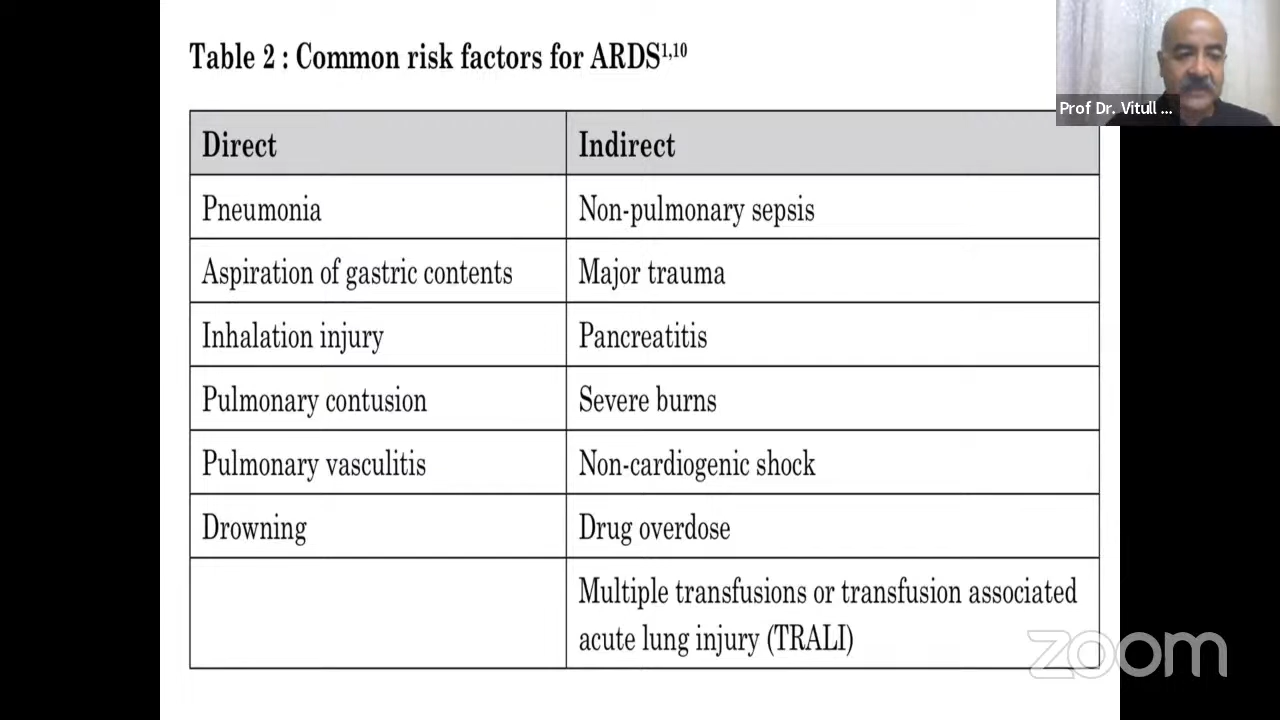 Table 2 : Common risk factors for ARDS1,10
Prof Dr. Vitull ...
Direct Indirect
Pneumonia Non-pulmonary sepsis
Aspiration of gastric contents Major trauma
Inhalation injury Pancreatitis
Pulmonary contusion Severe burns
Pulmonary vasculitis Non-cardiogenic shock
Drowning Drug overdose
Multiple transfusions or transfusion associated
acute lung injury (TRALI)
zoom